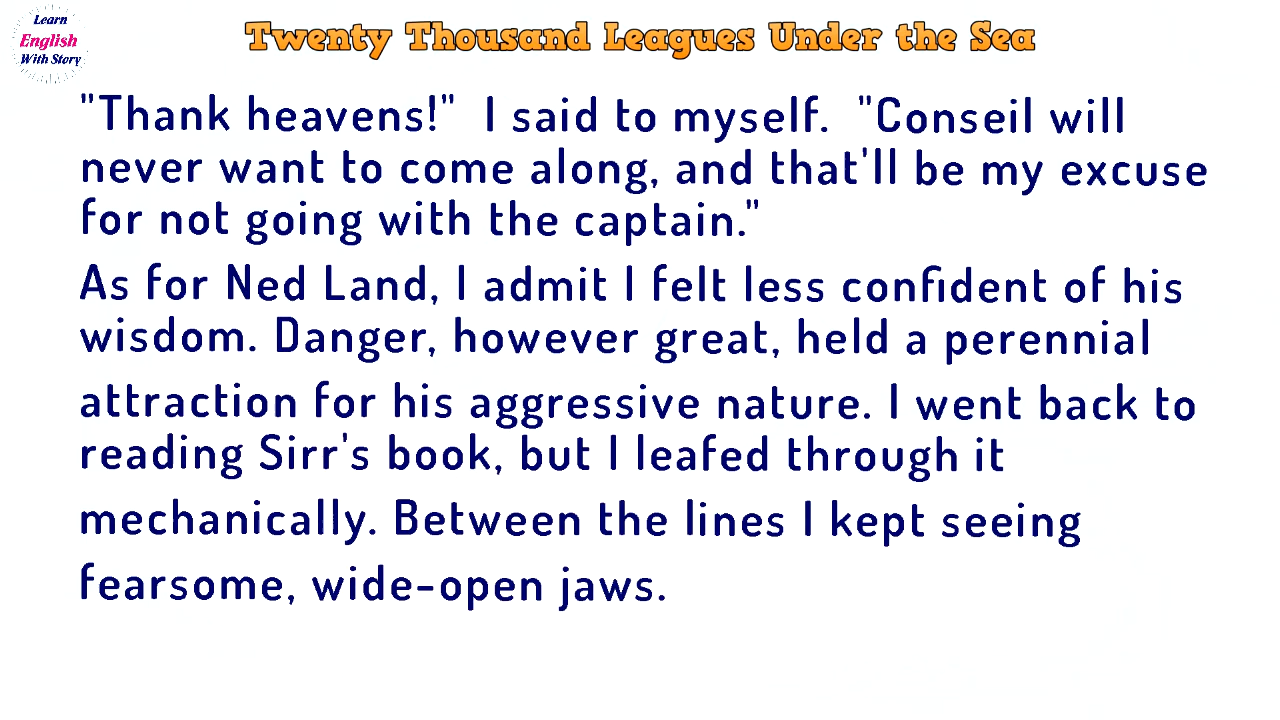 Learn
English
With Story
Twenty Thousand Leagues Under the Sea
"Thank heavens!" I said to myself. "Conseil will
never want to come along, and that'll be my excuse
for not going with the captain."
As for Ned Land, I admit I felt less confident of his
wisdom. Danger, however great, held a perennial
attraction for his aggressive nature. I went back to
reading Sirr's book, but I leafed through it
mechanically. Between the lines I kept seeing
fearsome, wide-open jaws.